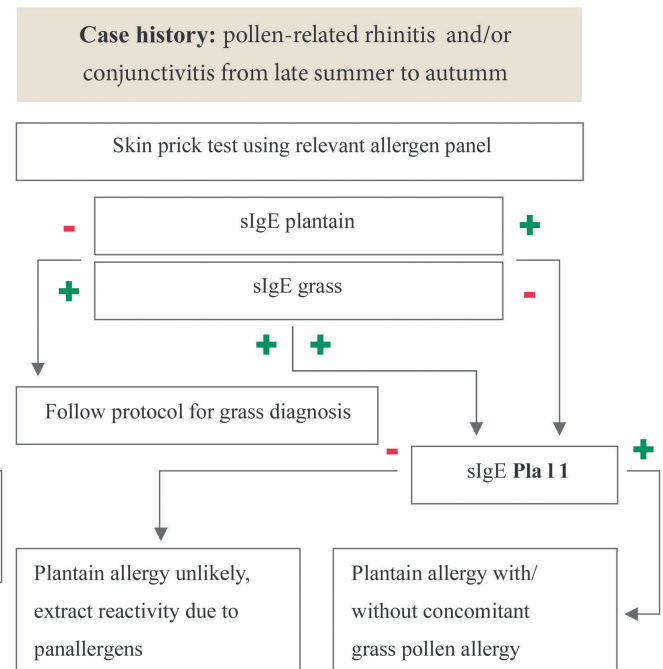 Case history: pollen-related rhinitis and/or
conjunctivitis from late summer to autumm
Skin prick test using relevant allergen panel
- sIgE plantain +
+ sIgE grass -
+ +
Follow protocol for grass diagnosis
- sIgE Pla l 1 +
Plantain allergy unlikely,
extract reactivity due to
panallergens
Plantain allergy with/
without concomitant
grass pollen allergy